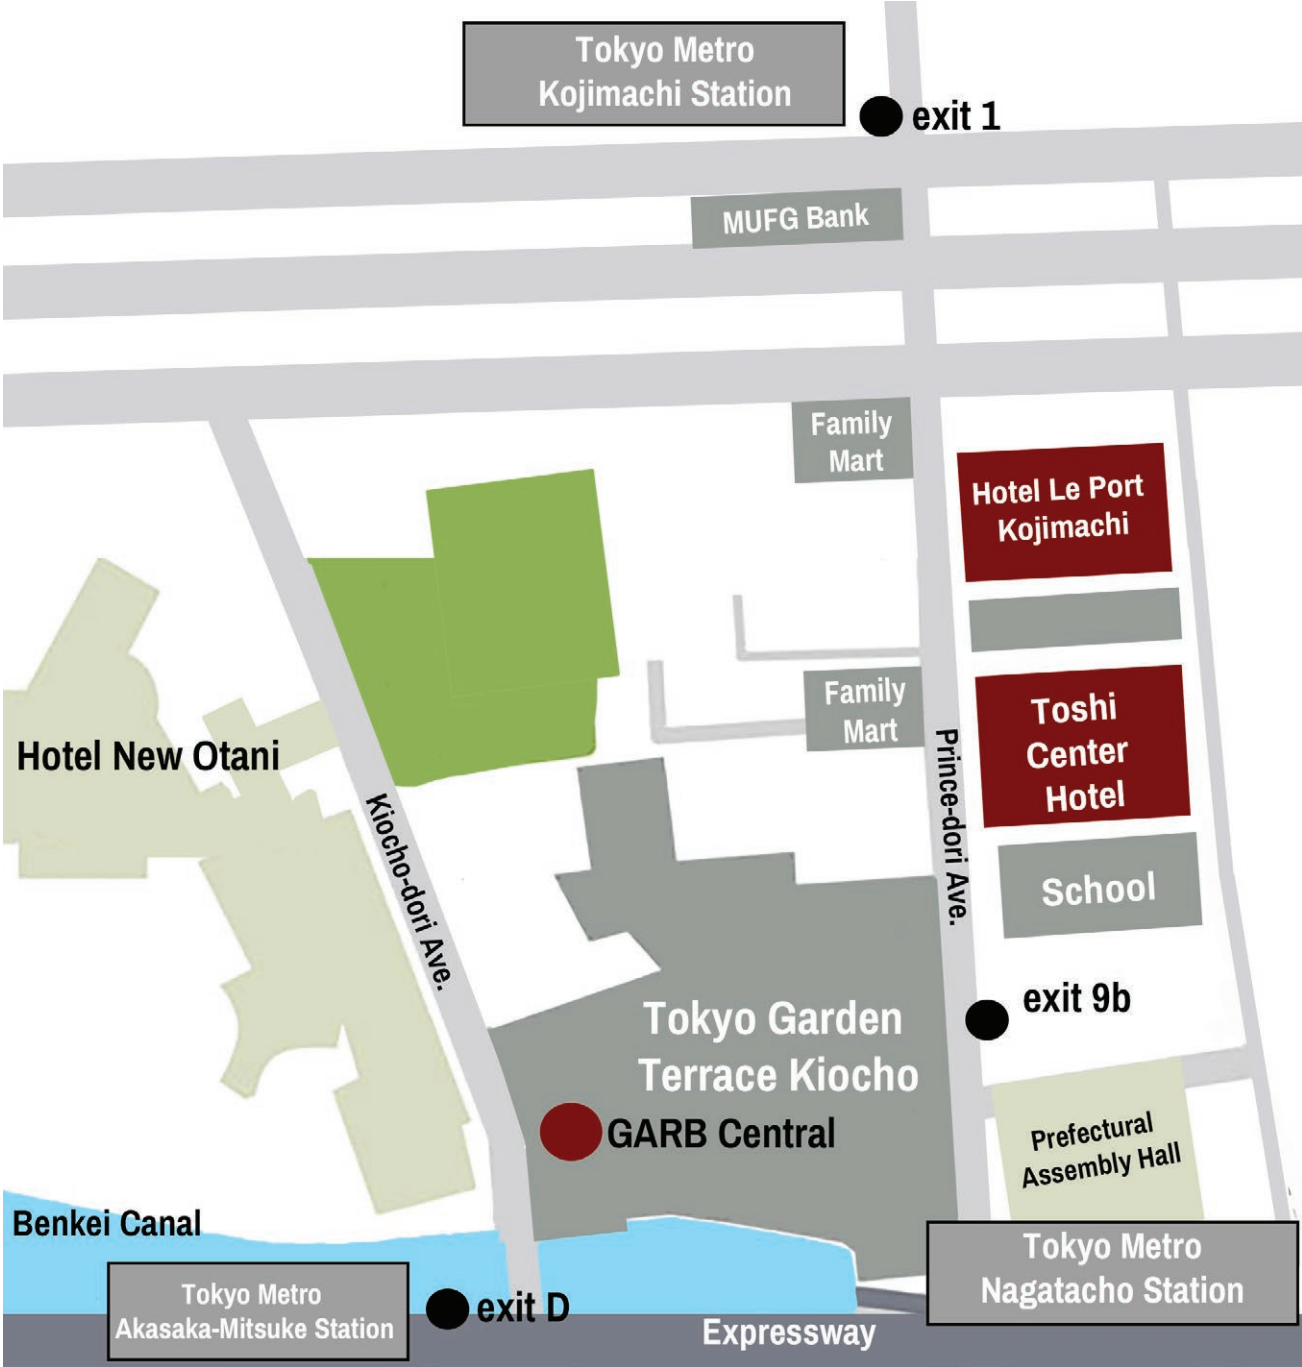 Tokyo Metro
Kojimachi Station
exit 1
MUFG Bank
Family
Mart
Hotel Le Port
Kojimachi
Family
Mart
Toshi
Center
Hotel
Hotel New Otani
Prince-dori Ave.
Kiocho-dori Ave.
School
exit 9b
Tokyo Garden
Terrace Kiocho
GARB Central
Prefectural
Assembly Hall
Benkei Canal
Tokyo Metro
Nagatacho Station
Tokyo Metro
Akasaka-Mitsuke Station
exit D
Expressway